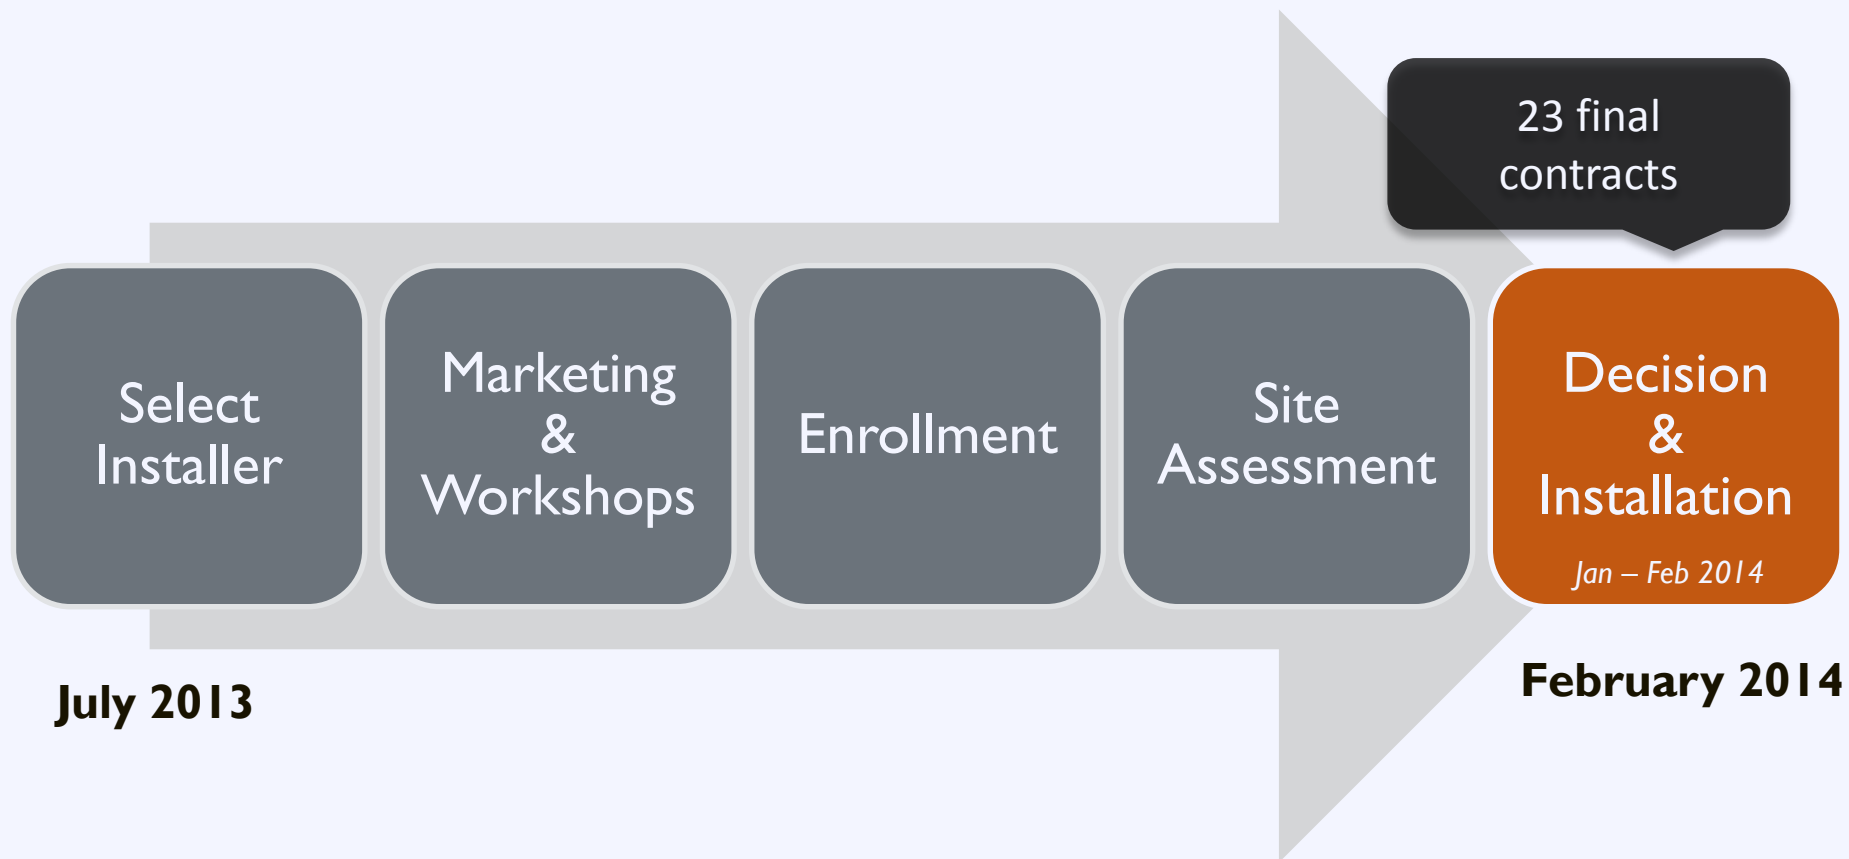 23 final
contracts
Select
Installer
Marketing
&
Workshops
Enrollment
Site
Assessment
Decision
&
Installation
Jan – Feb 2014
July 2013
February 2014